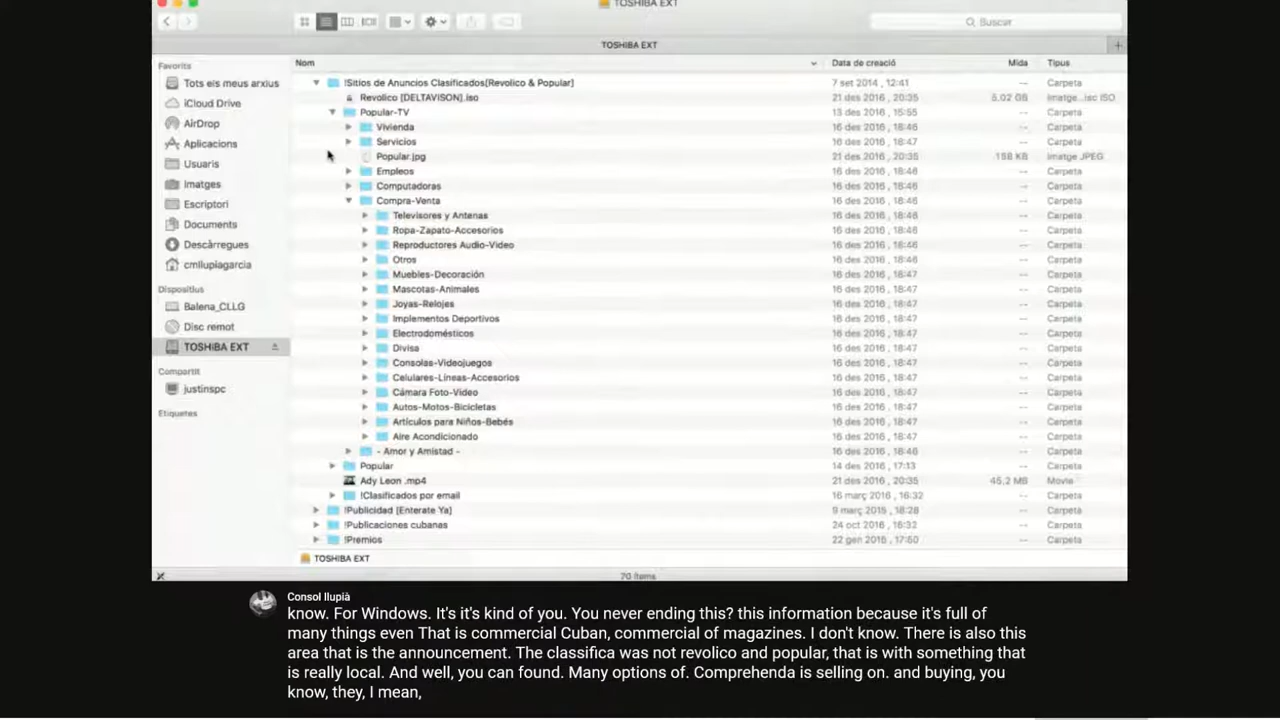 TOSHIBA EXT
Buscar
TOSHIBA EXT
Favorits
Tots els meus arxius
iCloud Drive
AirDrop
Aplicacions
Usuaris
Imatges
Escriptori
Documents
Descàrregues
cmllupiagarcia
Dispositius
Balena_CLLG
Disc remot
TOSHIBA EXT
Compartit
justinspc
Etiquetes
Nom Data de creació Mida Tipus
!Sitios de Anuncios Clasificados[Revolico & Popular] 7 set 2014 , 12:41 -- Carpeta
Revolico [DELTAVISON].iso 21 des 2016 , 20:35 GB Imatge... ISO
Popular-TV 13 des 2016 , 15:55 -- Carpeta
Vivienda 16 des 2016 , 18:46 -- Carpeta
Servicios 16 des 2016 , 18:46 -- Carpeta
Popular.jpg 21 des 2016 , 20:35 KB Imatge JPEG
Empleos 16 des 2016 , 18:46 -- Carpeta
Computadoras 16 des 2016 , 18:46 -- Carpeta
Compra-Venta 16 des 2016 , 18:46 -- Carpeta
Televisores y Antenas 16 des 2016 , 18:46 -- Carpeta
Ropa-Zapato-Accesorios 16 des 2016 , 18:46 -- Carpeta
Reproductores Audio-Video 16 des 2016 , 18:46 -- Carpeta
Otros 16 des 2016 , 18:46 -- Carpeta
Muebles-Decoración 16 des 2016 , 18:47 -- Carpeta
Mascotas-Animales 16 des 2016 , 18:47 -- Carpeta
Joyas-Relojes 16 des 2016 , 18:47 -- Carpeta
Implementos Deportivos 16 des 2016 , 18:47 -- Carpeta
Electrodomésticos 16 des 2016 , 18:47 -- Carpeta
Divisa 16 des 2016 , 18:47 -- Carpeta
Consolas-Videojuegos 16 des 2016 , 18:47 -- Carpeta
Celulares-Líneas-Accesorios 16 des 2016 , 18:47 -- Carpeta
Cámara Foto-Video 16 des 2016 , 18:47 -- Carpeta
Autos-Motos-Bicicletas 16 des 2016 , 18:47 -- Carpeta
Artículos para Niños-Bebés 16 des 2016 , 18:47 -- Carpeta
Aire Acondicionado 16 des 2016 , 18:47 -- Carpeta
- Amor y Amistad - 16 des 2016 , 18:46 -- Carpeta
Popular 14 des 2016 , 17:13 -- Carpeta
Ady Leon .mp4 21 des 2016 , 20:35 45,2 MB Movie
!Clasificados por email 16 març 2016 , 16:32 -- Carpeta
!Publicidad [Enterate Ya] 9 març 2015 , 18:28 -- Carpeta
!Publicaciones cubanas 24 oct 2016 , 16:32 -- Carpeta
!Premios 22 gen 2016 , 17:50 -- Carpeta
TOSHIBA EXT
70 ítems
Consol llupià
know. For Windows. It's it's kind of you. You never ending this? this information because it's full of
many things even That is commercial Cuban, commercial of magazines. I don't know. There is also this
area that is the announcement. The classifica was not revolico and popular, that is with something that
is really local. And well, you can found. Many options of. Comprehenda is selling on. and buying, you
know, they, I mean,